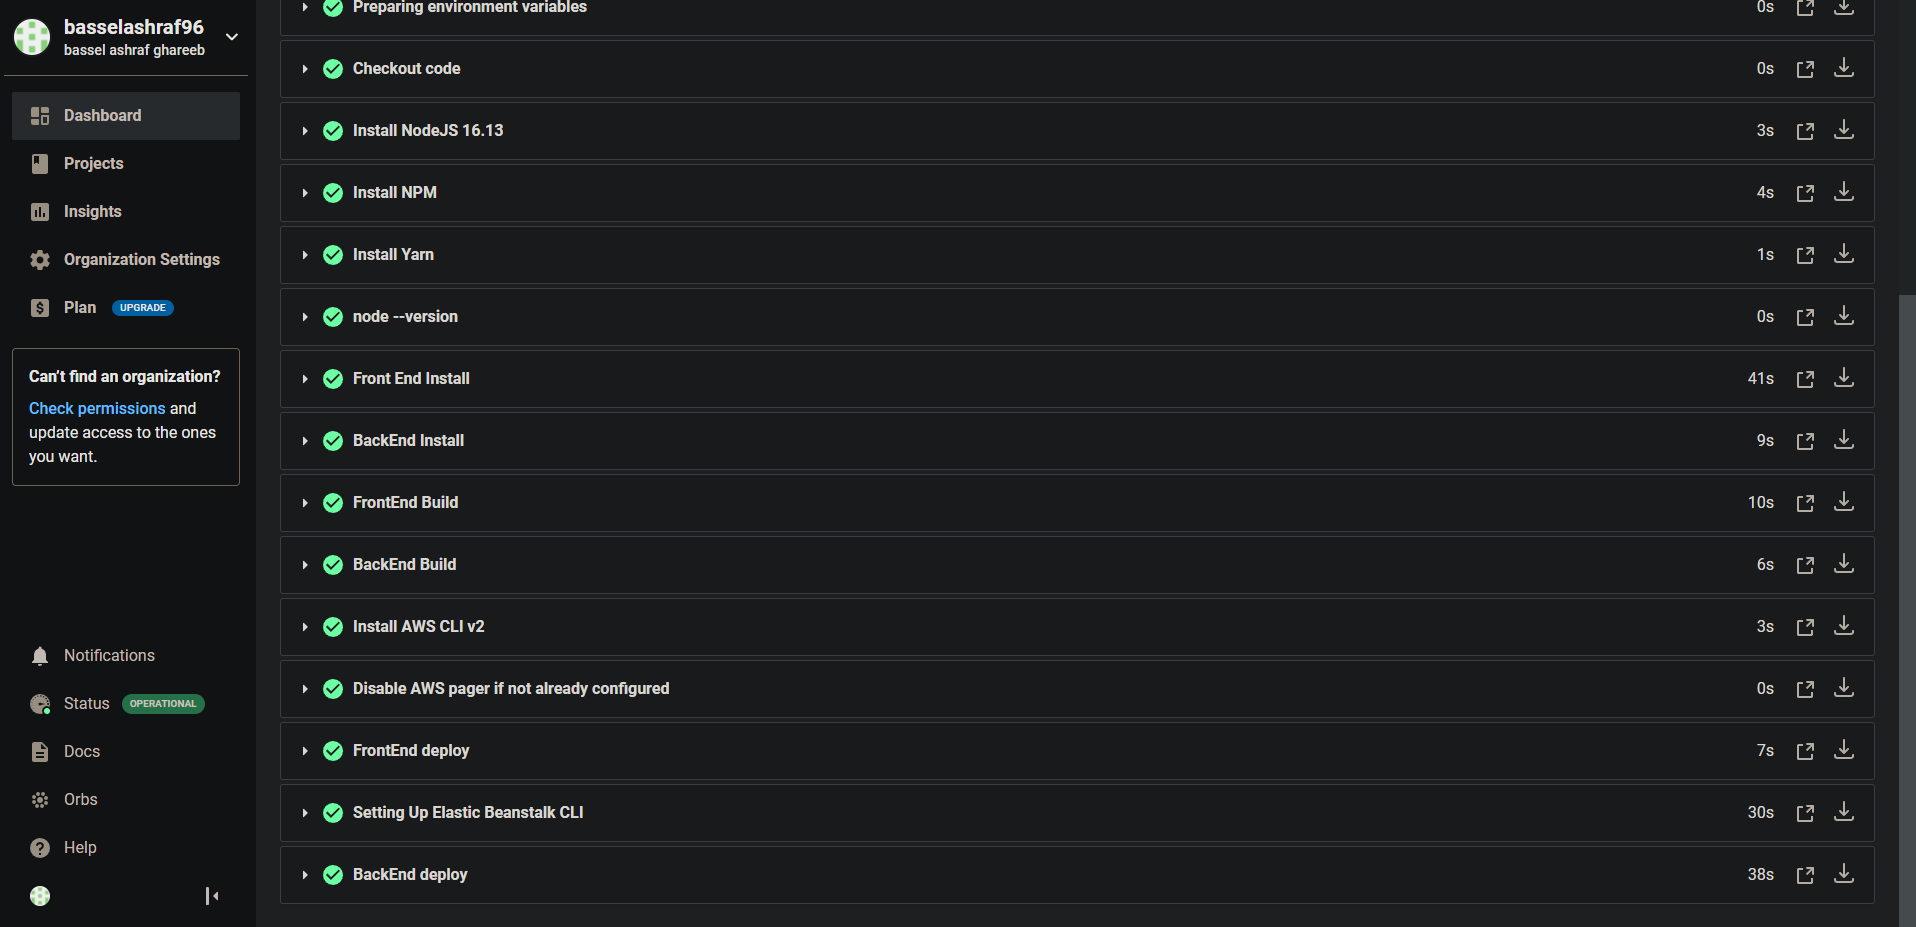 basselashraf96
bassel ashraf ghareeb
Dashboard
Projects
Insights
Organization Settings
Plan UPGRADE
Can't find an organization?
Check permissions and
update access to the ones
you want.
Notifications
Status OPERATIONAL
Docs
Orbs
Help
Preparing environment variables 0s
Checkout code 0s
Install NodeJS 16.13 3s
Install NPM 4s
Install Yarn 1s
node --version 0s
Front End Install 41s
BackEnd Install 9s
FrontEnd Build 10s
BackEnd Build 6s
Install AWS CLI v2 3s
Disable AWS pager if not already configured 0s
FrontEnd deploy 7s
Setting Up Elastic Beanstalk CLI 30s
BackEnd deploy 38s